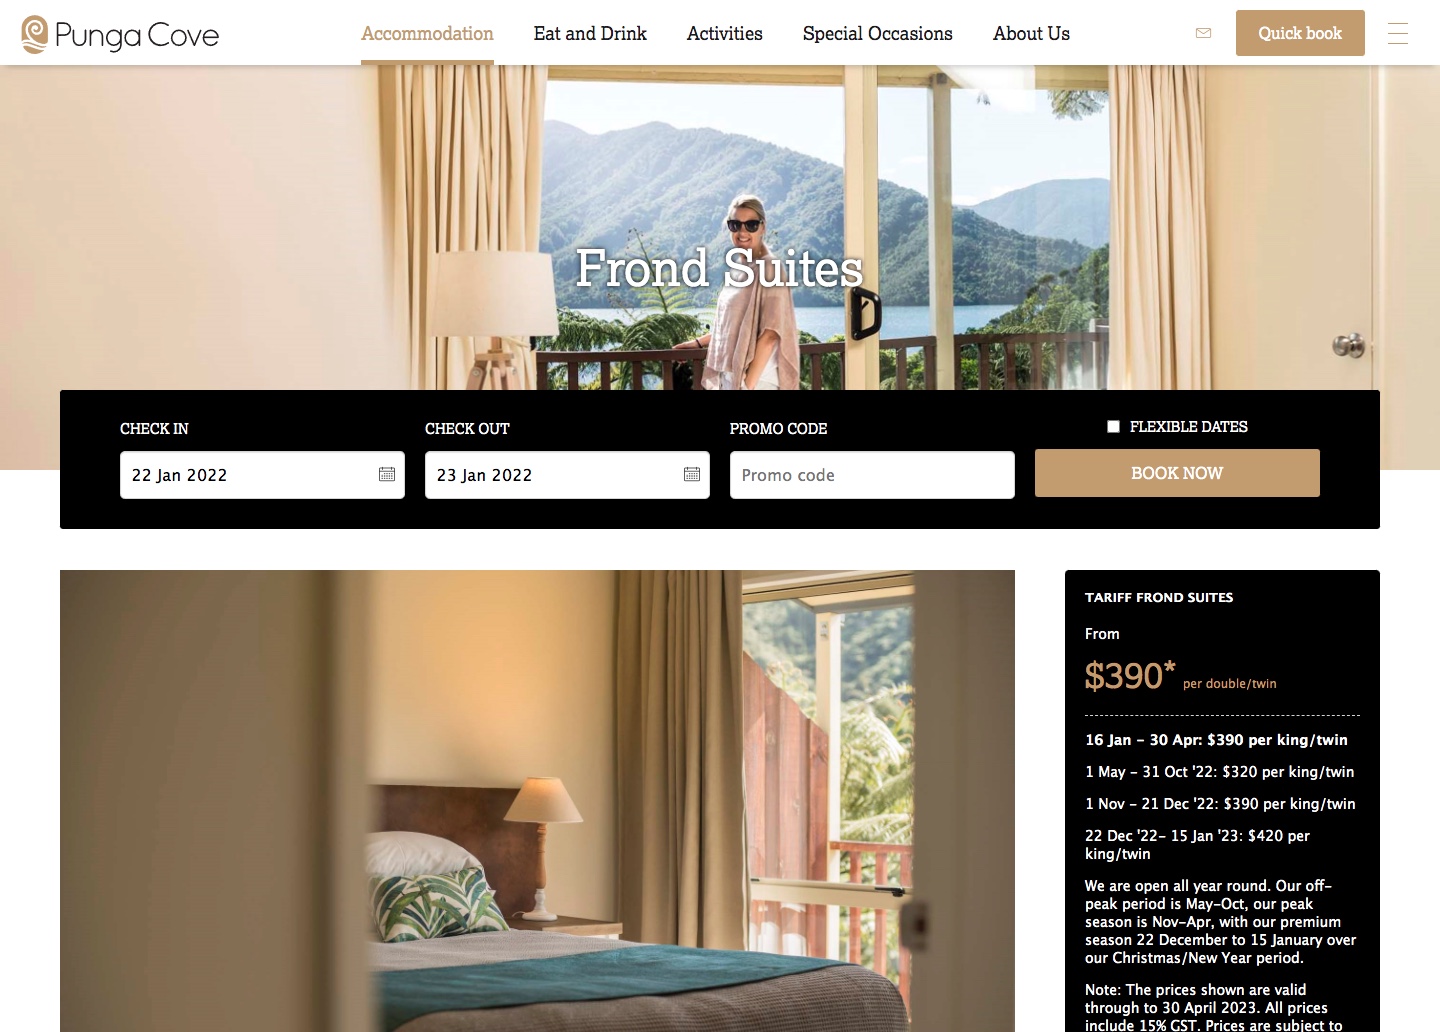 Punga Cove
Accommodation
Eat and Drink
Activities
Special Occasions
About Us
Quick book
Frond Suites
CHECK IN
CHECK OUT
PROMO CODE
FLEXIBLE DATES
22 Jan 2022
23 Jan 2022
Promo code
BOOK NOW
TARIFF FROND SUITES
From
$390* per double/twin
16 Jan – 30 Apr: $390 per king/twin
1 May – 31 Oct '22: $320 per king/twin
1 Nov – 21 Dec '22: $390 per king/twin
22 Dec '22– 15 Jan '23: $420 per
king/twin
We are open all year round. Our off-
peak period is May–Oct, our peak
season is Nov–Apr, with our premium
season 22 December to 15 January over
our Christmas/New Year period.
Note: The prices shown are valid
through to 30 April 2023. All prices
include 15% GST. Prices are subject to